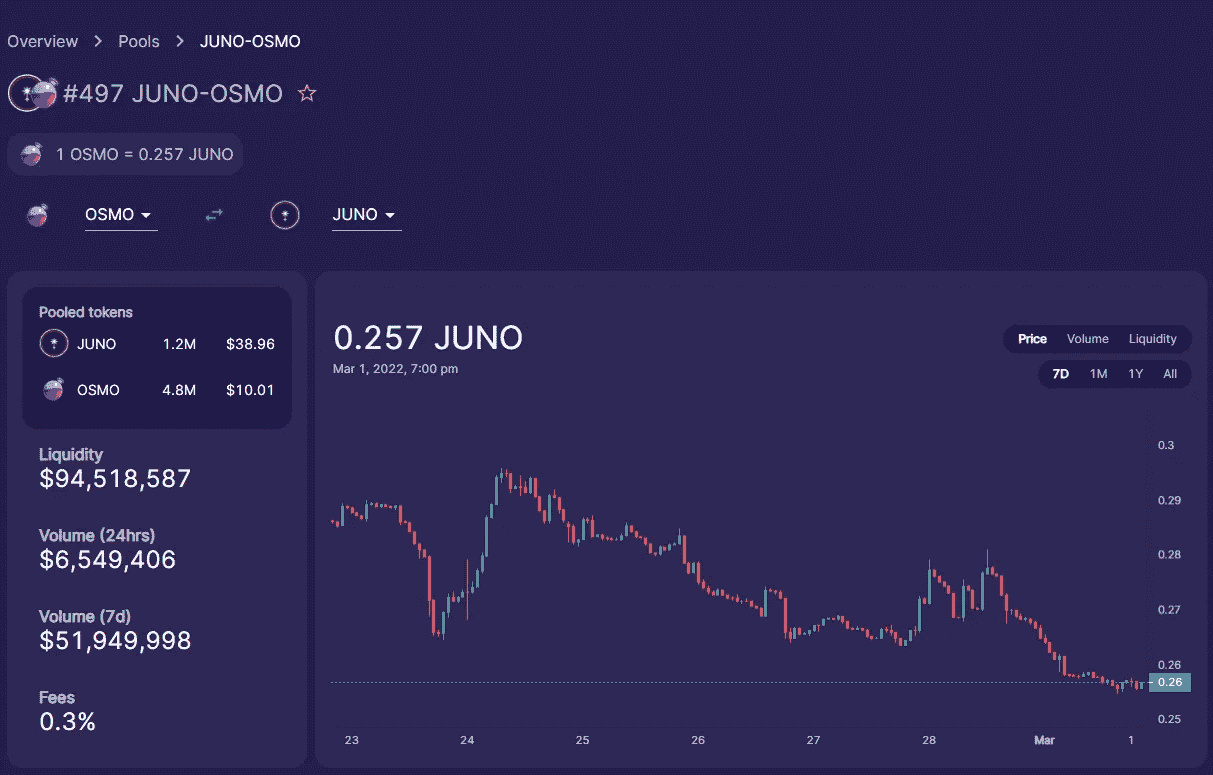 Overview > Pools > JUNO-OSMO
#497 JUNO-OSMO
1 OSMO = 0.257 JUNO
OSMO JUNO
Pooled tokens
JUNO 1.2M $38.96
OSMO 4.8M $10.01
Liquidity
$94,518,587
Volume (24hrs)
$6,549,406
Volume (7d)
$51,949,998
Fees
0.3%
0.257 JUNO
Mar 1, 2022, 7:00 pm
Price Volume Liquidity
7D 1M 1Y All
0.3
0.29
0.28
0.27
0.26
0.26
0.25
23 24 25 26 27 28 Mar 1